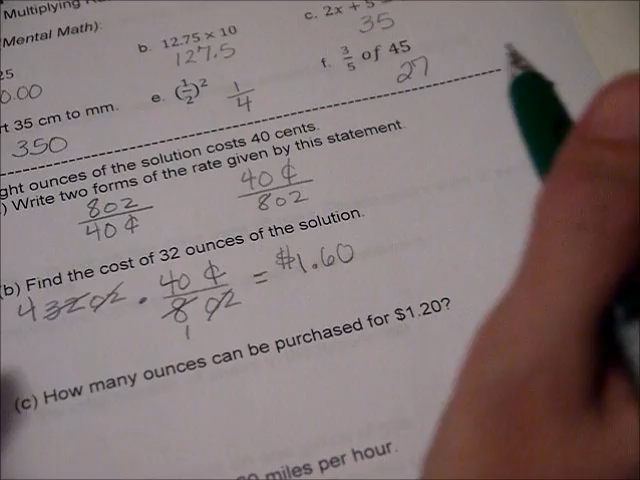 Multiplying
(Mental Math):
b. 12.75 x 10
c. 2x + 5
127.5
35
25
0.00
e. (1/2)²
1/4
f. 3/5 of 45
27
rt 35 cm to mm.
350
ght ounces of the solution costs 40 cents.
) Write two forms of the rate given by this statement.
8oz/40¢ 40¢/8oz
(b) Find the cost of 32 ounces of the solution.
4 32oz · 40¢/8 oz = $1.60
1
(c) How many ounces can be purchased for $1.20?
0 miles per hour.